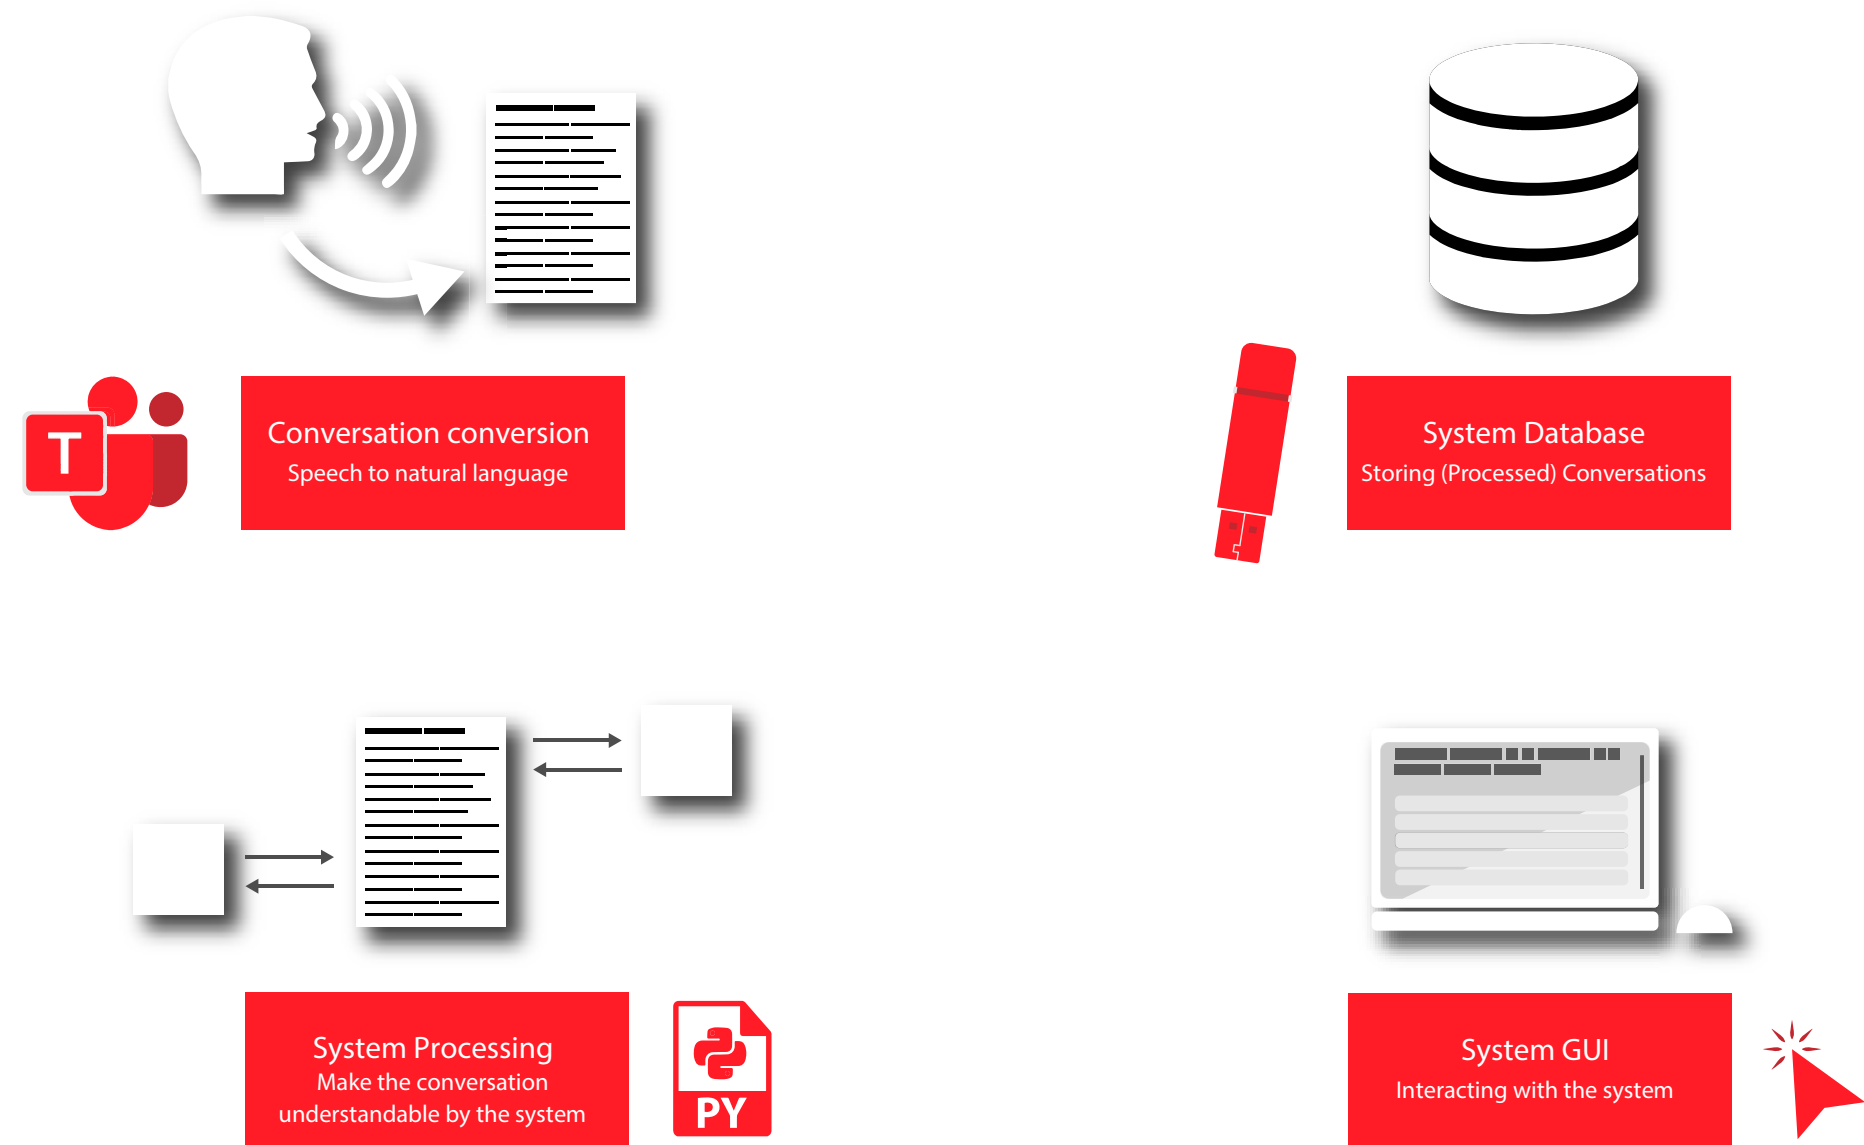 T
Conversation conversion
Speech to natural language
System Database
Storing (Processed) Conversations
System Processing
Make the conversation
understandable by the system
PY
System GUI
Interacting with the system